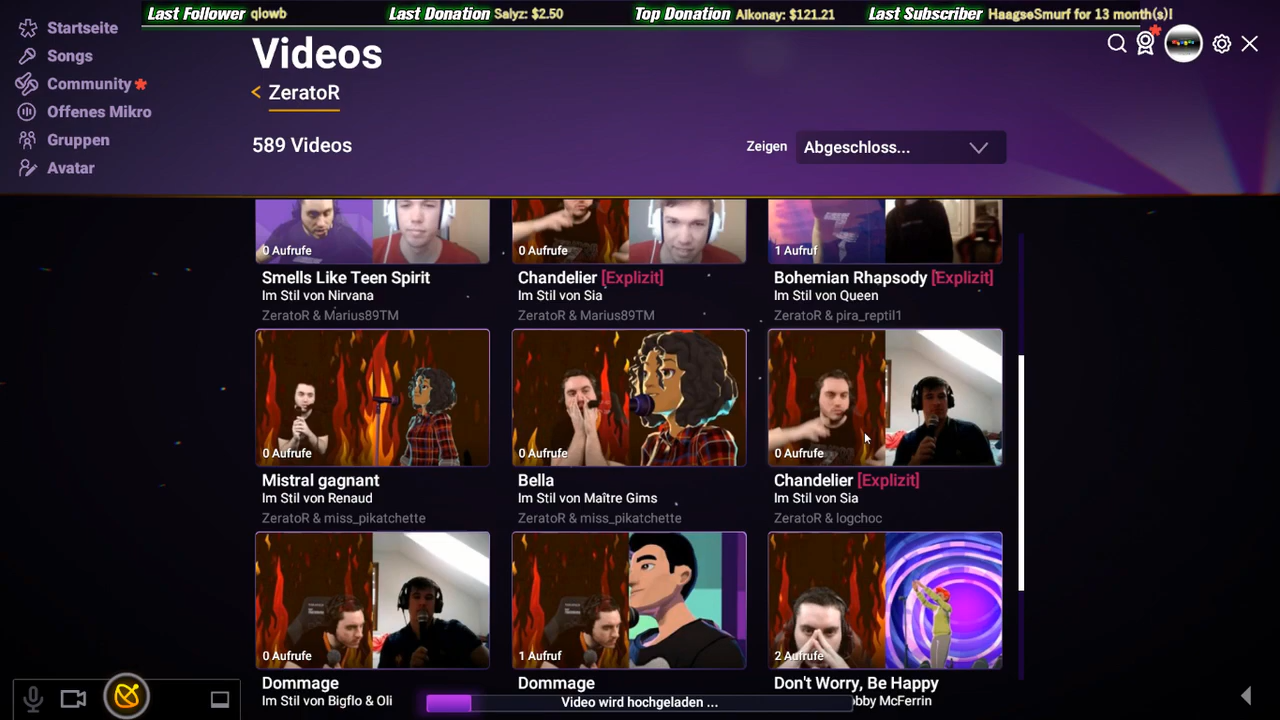 Last Follower qlowb Last Donation Salyz: $2.50 Top Donation Alkonay: $121.21 Last Subscriber HaagseSmurf for 13 month(s)!
Startseite
Songs
Community
Offenes Mikro
Gruppen
Avatar
Videos
< ZeratoR
589 Videos
Zeigen Abgeschloss...
0 Aufrufe
Smells Like Teen Spirit
Im Stil von Nirvana
ZeratoR & Marius89TM
0 Aufrufe
Chandelier [Explizit]
Im Stil von Sia
ZeratoR & Marius89TM
1 Aufruf
Bohemian Rhapsody [Explizit]
Im Stil von Queen
ZeratoR & pira_reptil1
0 Aufrufe
Mistral gagnant
Im Stil von Renaud
ZeratoR & miss_pikatchette
0 Aufrufe
Bella
Im Stil von Maître Gims
ZeratoR & miss_pikatchette
0 Aufrufe
Chandelier [Explizit]
Im Stil von Sia
ZeratoR & logchoc
0 Aufrufe
Dommage
Im Stil von Bigflo & Oli
1 Aufruf
Dommage
2 Aufrufe
Don't Worry, Be Happy
obby McFerrin
Video wird hochgeladen ...